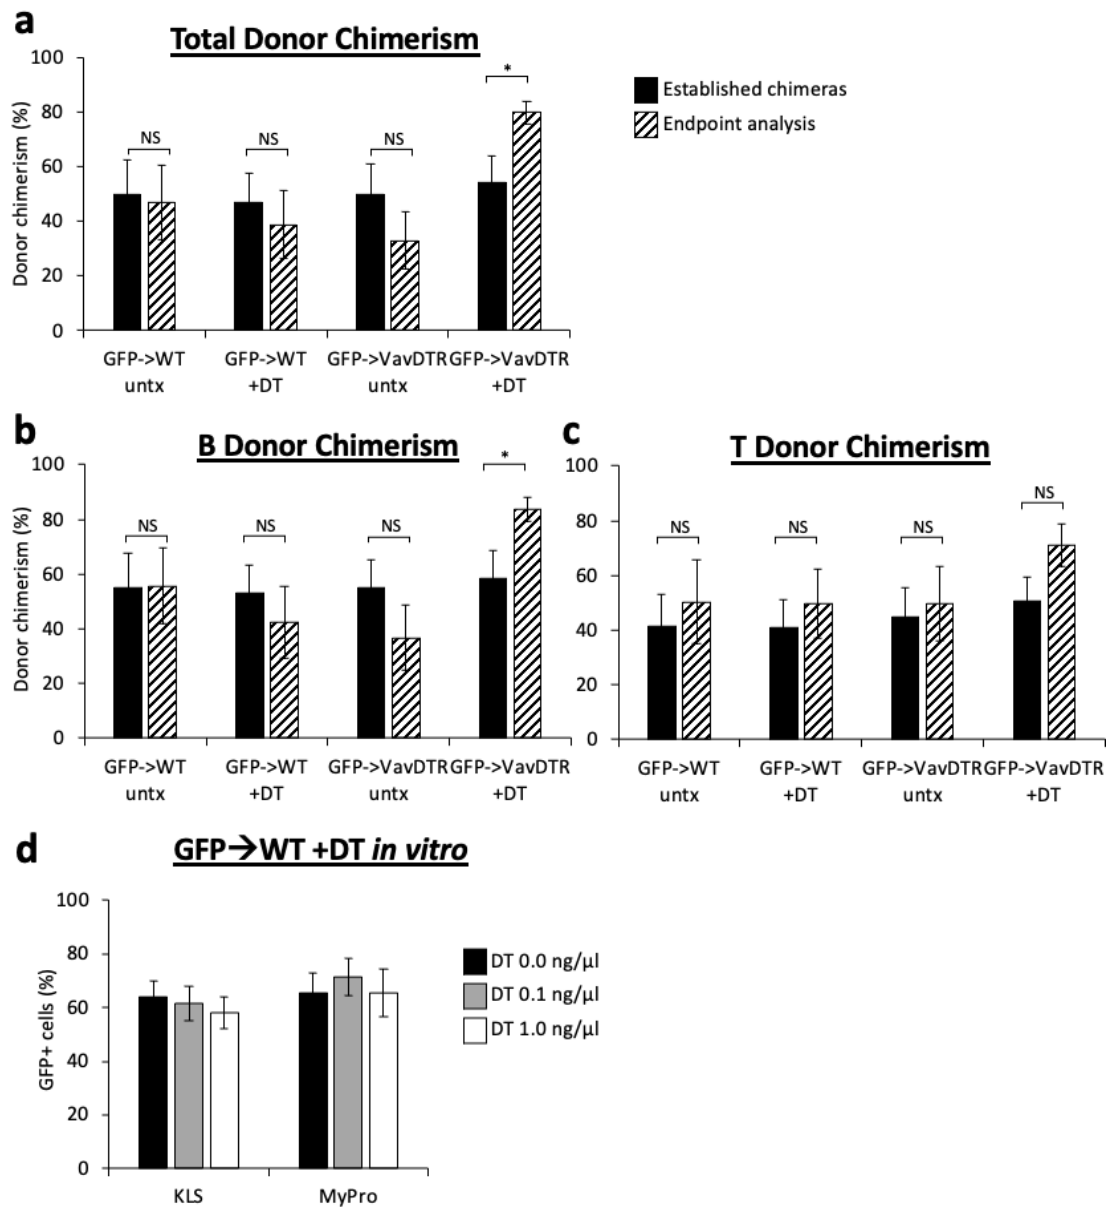 a
Total Donor Chimerism
Donor chimerism (%)
100
80
60
40
20
0
NS
NS
NS
*
Established chimeras
Endpoint analysis
GFP->WT GFP->WT GFP->VavDTR GFP->VavDTR
untx +DT untx +DT
b
B Donor Chimerism
Donor chimerism (%)
100
80
60
40
20
0
NS
NS
NS
*
GFP->WT GFP->WT GFP->VavDTR GFP->VavDTR
untx +DT untx +DT
c
T Donor Chimerism
100
80
60
40
20
0
NS
NS
NS
NS
GFP->WT GFP->WT GFP->VavDTR GFP->VavDTR
untx +DT untx +DT
d
GFP→WT +DT in vitro
GFP+ cells (%)
100
80
60
40
20
0
DT 0.0 ng/µl
DT 0.1 ng/µl
DT 1.0 ng/µl
KLS MyPro